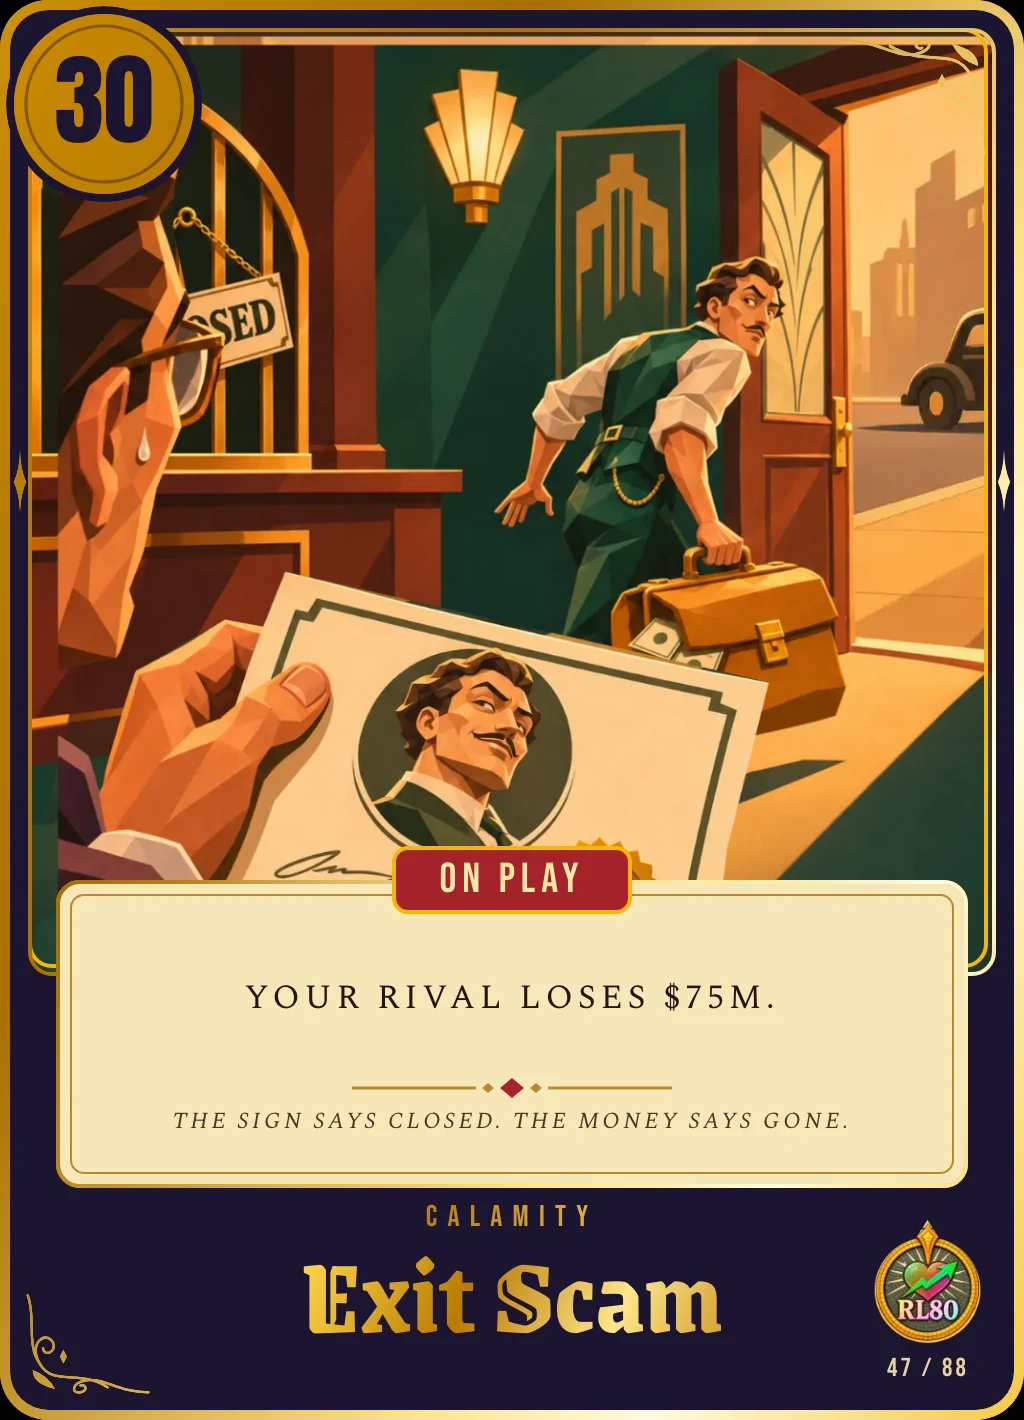 30
OSED
ON PLAY
YOUR RIVAL LOSES $75M.
THE SIGN SAYS CLOSED. THE MONEY SAYS GONE.
CALAMITY
Exit Scam
RL80
47 / 88